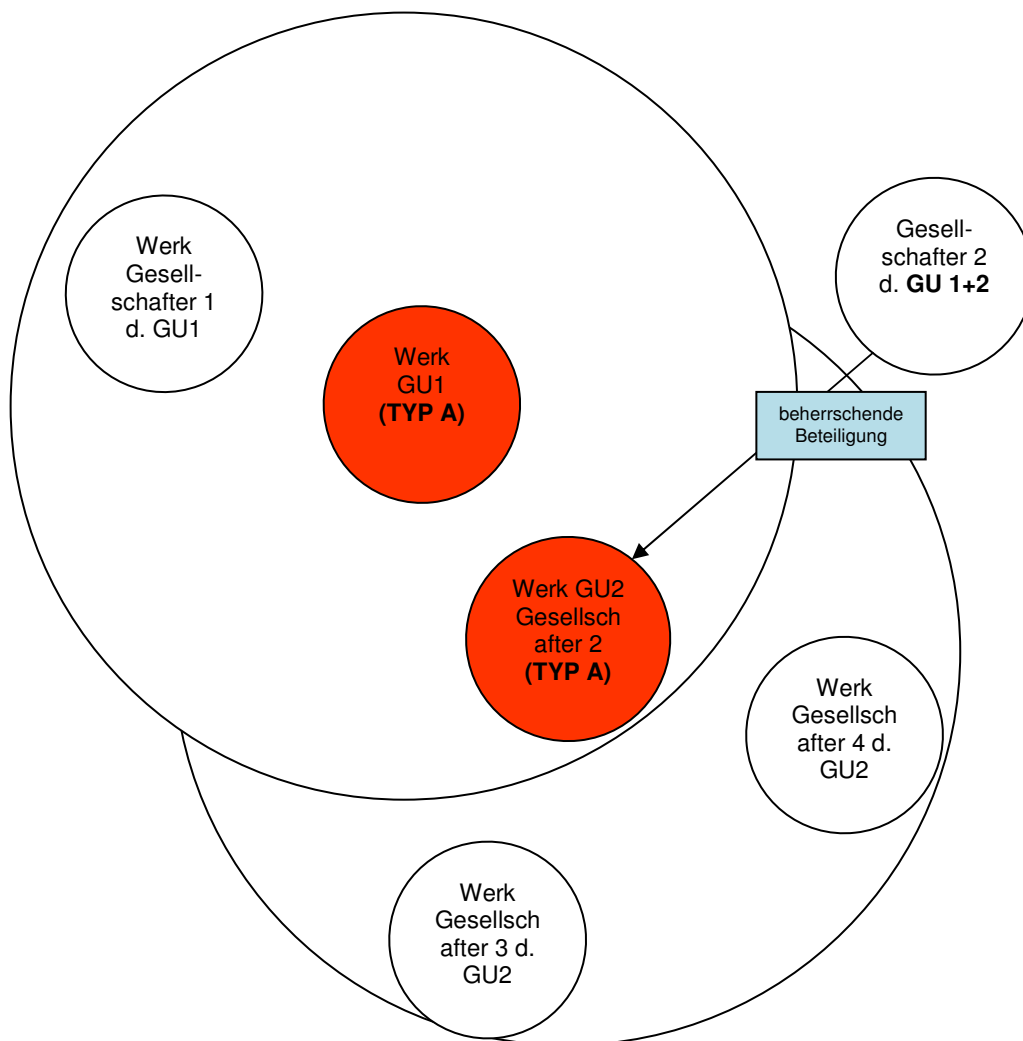 Werk
Gesell-
schafter 1
d. GU1
Gesell-
schafter 2
d. GU 1+2
Werk
GU1
(TYP A)
beherrschende
Beteiligung
Werk GU2
Gesellsch
after 2
(TYP A)
Werk
Gesellsch
after 4 d.
GU2
Werk
Gesellsch
after 3 d.
GU2